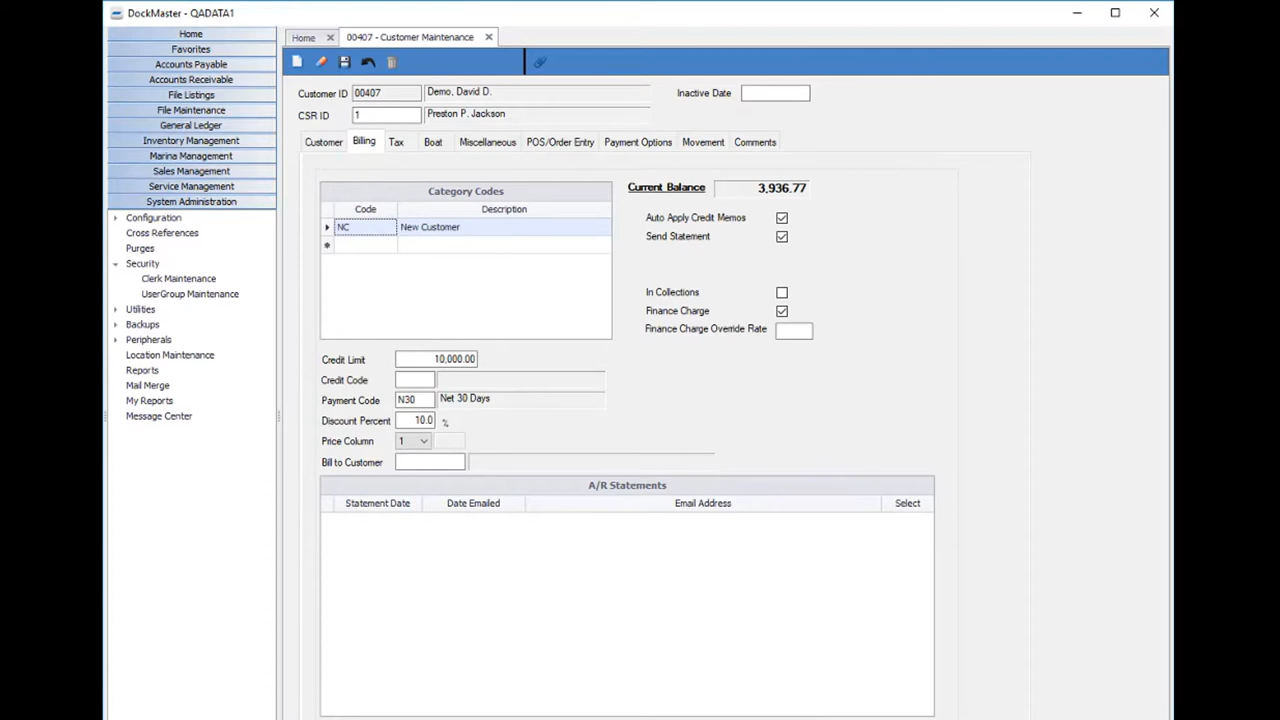 DockMaster - QADATA1
Home
Favorites
Accounts Payable
Accounts Receivable
File Listings
File Maintenance
General Ledger
Inventory Management
Marina Management
Sales Management
Service Management
System Administration
Configuration
Cross References
Purges
Security
Clerk Maintenance
UserGroup Maintenance
Utilities
Backups
Peripherals
Location Maintenance
Reports
Mail Merge
My Reports
Message Center
Home 00407 - Customer Maintenance
Customer ID 00407 Demo, David D. Inactive Date
CSR ID 1 Preston P. Jackson
Customer Billing Tax Boat Miscellaneous POS/Order Entry Payment Options Movement Comments
Category Codes
Code Description
NC New Customer
Current Balance 3,936.77
Auto Apply Credit Memos
Send Statement
In Collections
Finance Charge
Finance Charge Override Rate
Credit Limit 10,000.00
Credit Code
Payment Code N30 Net 30 Days
Discount Percent 10.0 %
Price Column 1
Bill to Customer
A/R Statements
Statement Date Date Emailed Email Address Select